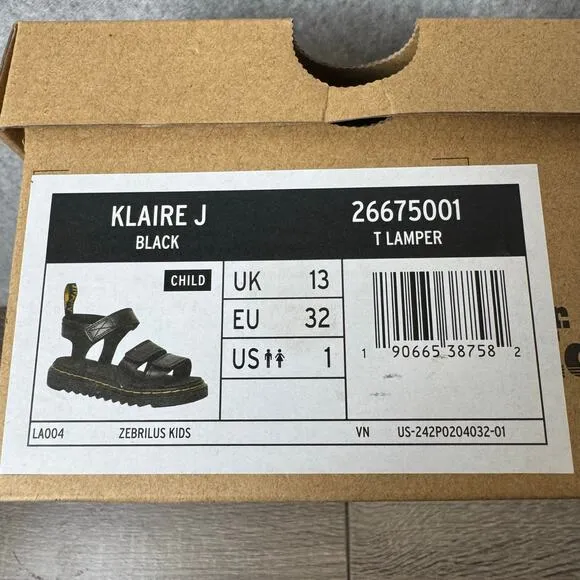 KLAIRE J
BLACK
26675001
T LAMPER
CHILD
UK 13
EU 32
US 1
1 90665 38758 2
LA004 ZEBRILUS KIDS VN US-242P0204032-01